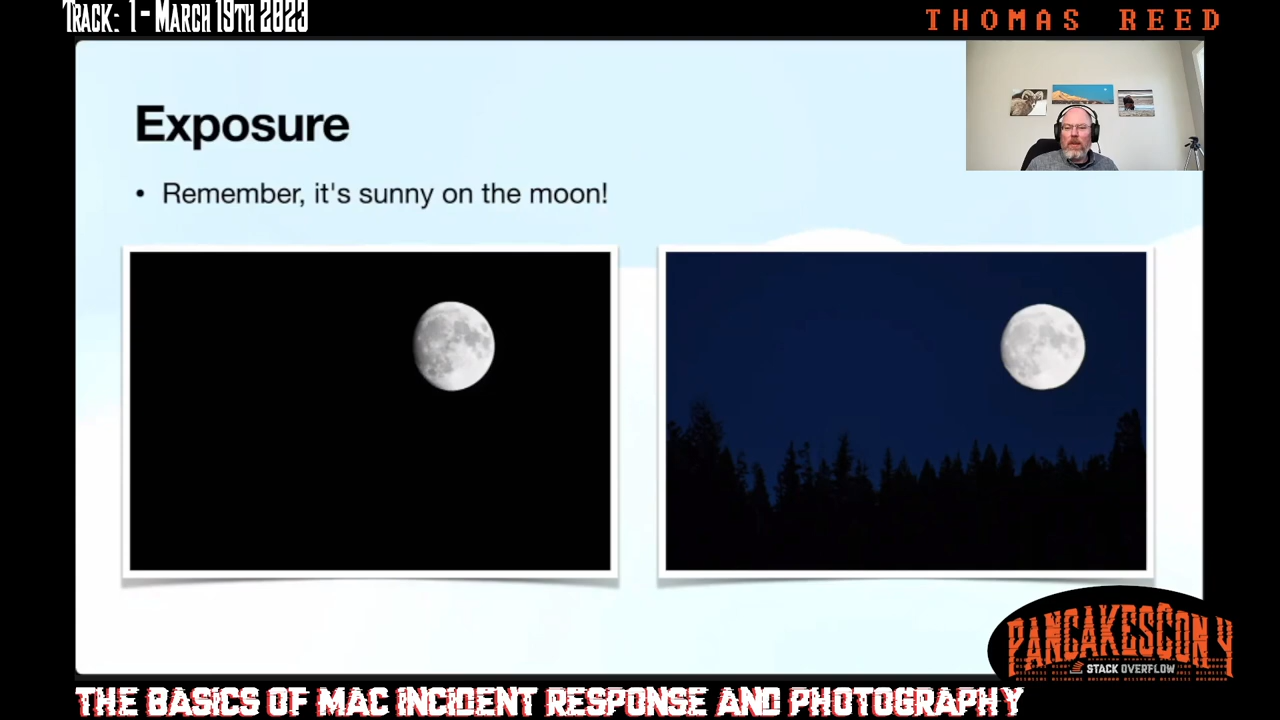 TRACK: 1 - MARCH 19TH 2023
THOMAS REED
Exposure
• Remember, it's sunny on the moon!
PANCAKESCON 4
STACK OVERFLOW
THE BASICS OF MAC INCIDENT RESPONSE AND PHOTOGRAPHY